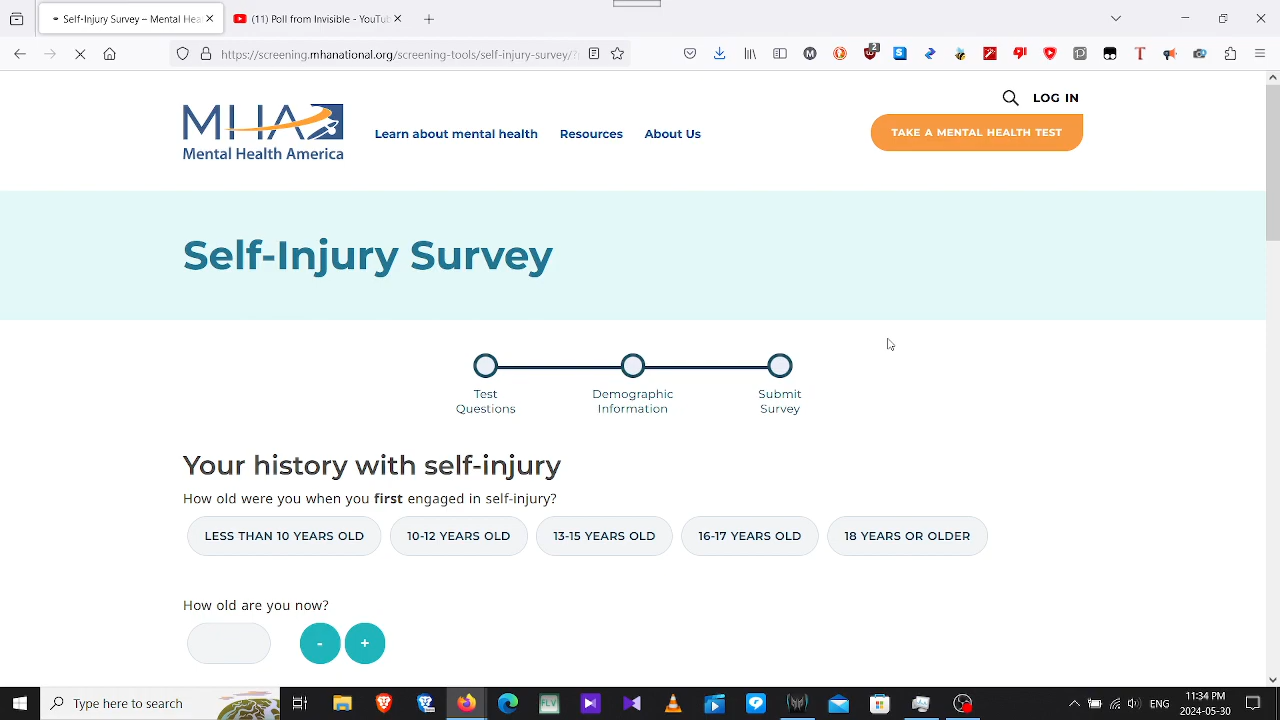 Self-Injury Survey – Mental Hea
(11) Poll from Invisible - YouTub
https://screening.mhanational.org/screening-tools/self-injury-survey/?
2
LOG IN
MHA
Mental Health America
Learn about mental health
Resources
About Us
TAKE A MENTAL HEALTH TEST
Self-Injury Survey
Test Questions
Demographic Information
Submit Survey
Your history with self-injury
How old were you when you first engaged in self-injury?
LESS THAN 10 YEARS OLD
10-12 YEARS OLD
13-15 YEARS OLD
16-17 YEARS OLD
18 YEARS OR OLDER
How old are you now?
-
+
Type here to search
FLV
ENG
11:34 PM
2024-05-30